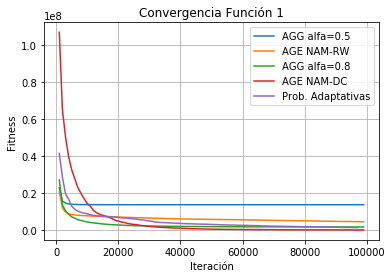 Convergencia Función 1
1e8
AGG alfa=0.5
AGE NAM-RW
AGG alfa=0.8
AGE NAM-DC
Prob. Adaptativas
Fitness
1.0
0.8
0.6
0.4
0.2
0.0
0 20000 40000 60000 80000 100000
Iteración